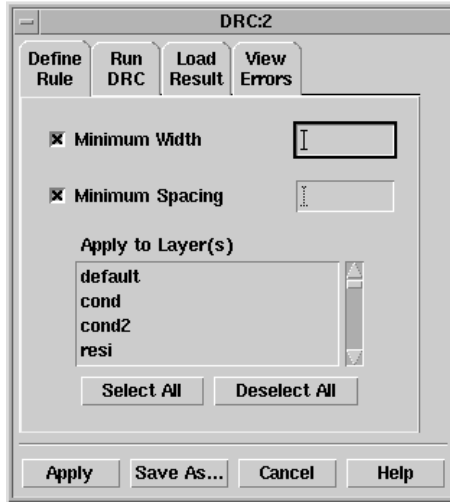 DRC:2
Define Rule
Run DRC
Load Result
View Errors
Minimum Width
Minimum Spacing
Apply to Layer(s)
default
cond
cond2
resi
Select All Deselect All
Apply Save As... Cancel Help